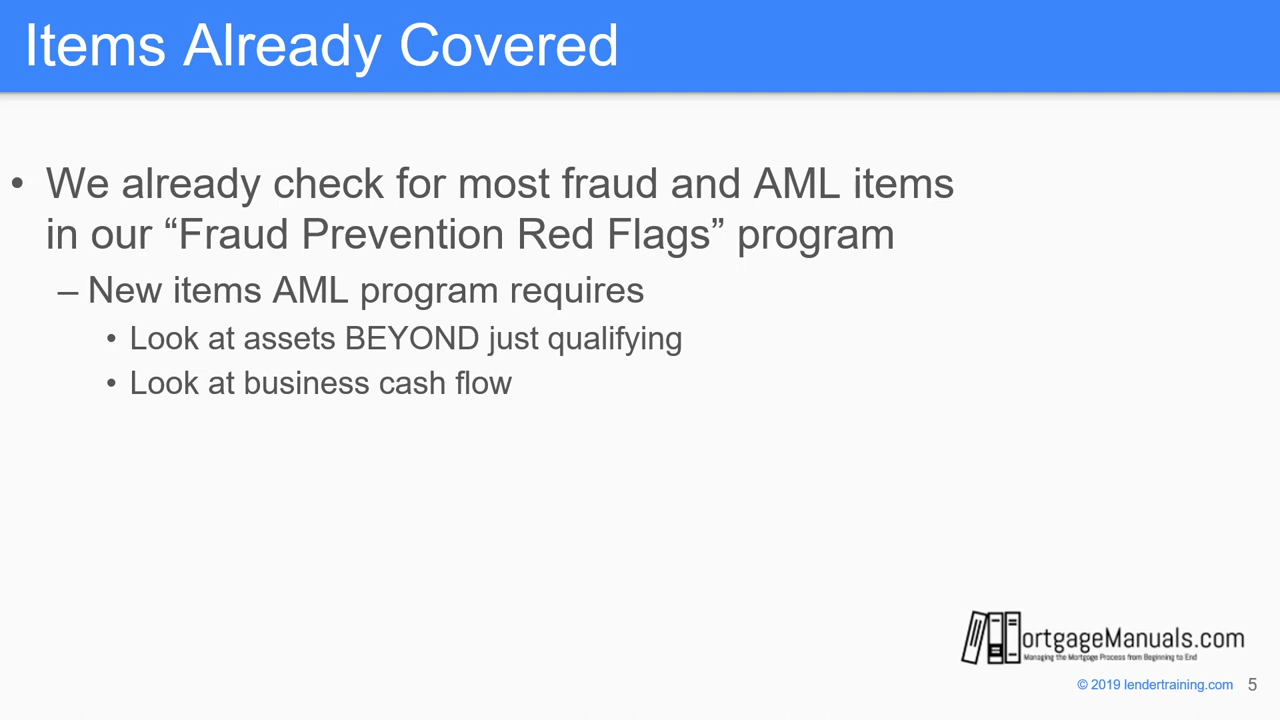 Items Already Covered
• We already check for most fraud and AML items
in our “Fraud Prevention Red Flags” program
– New items AML program requires
• Look at assets BEYOND just qualifying
• Look at business cash flow
ortgageManuals.com
Managing the Mortgage Process from Beginning to End
© 2019 lendertraining.com 5